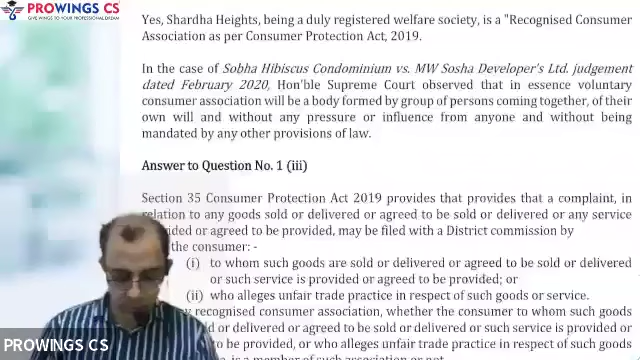 PROWINGS CS
GIVE WINGS TO YOUR PROFESSIONAL DREAM
Yes, Shardha Heights, being a duly registered welfare society, is a "Recognised Consumer
Association as per Consumer Protection Act, 2019.
In the case of Sobha Hibiscus Condominium vs. MW Sosha Developer's Ltd. judgement
dated February 2020, Hon'ble Supreme Court observed that in essence voluntary
consumer association will be a body formed by group of persons coming together, of their
own will and without any pressure or influence from anyone and without being
mandated by any other provisions of law.
Answer to Question No. 1 (iii)
Section 35 Consumer Protection Act 2019 provides that provides that a complaint, in
relation to any goods sold or delivered or agreed to be sold or delivered or any service
ided or agreed to be provided, may be filed with a District commission by
the consumer: -
(i) to whom such goods are sold or delivered or agreed to be sold or delivered
or such service is provided or agreed to be provided; or
(ii) who alleges unfair trade practice in respect of such goods or service.
y recognised consumer association, whether the consumer to whom such goods
ld or delivered or agreed to be sold or delivered or such service is provided or
to be provided, or who alleges unfair trade practice in respect of such goods
is a member of such association or not
PROWINGS CS